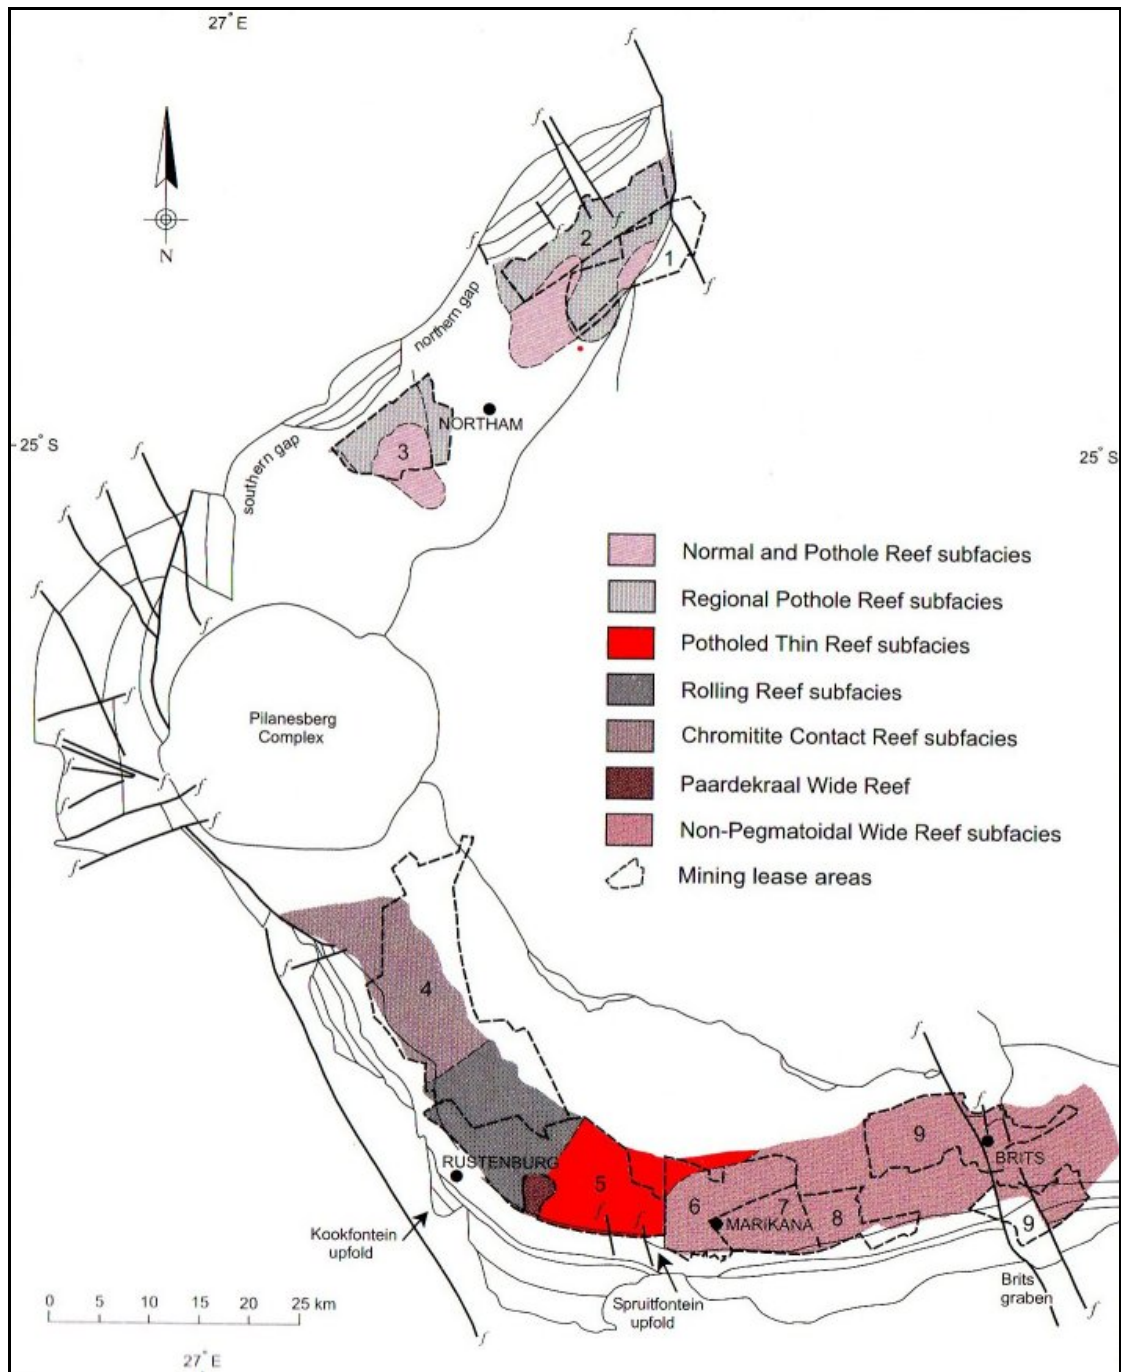 27° E
f
f
N
2
f
f
1
f
northern gap
NORTHAM
25° S
25° S
3
southern gap
f
f
f
f
f
Normal and Pothole Reef subfacies
Regional Pothole Reef subfacies
Potholed Thin Reef subfacies
Rolling Reef subfacies
Chromitite Contact Reef subfacies
Paardekraal Wide Reef
Non-Pegmatoidal Wide Reef subfacies
Mining lease areas
Pilanesberg
Complex
f
f
f
f
f
f
f
f
4
f
f
f
9
BRITS
RUSTENBURG
5
6
7
8
MARIKANA
f
f
9
Kookfontein
upfold
Spruitfontein
upfold
Brits
graben
f
0 5 10 15 20 25 km
f
27° E